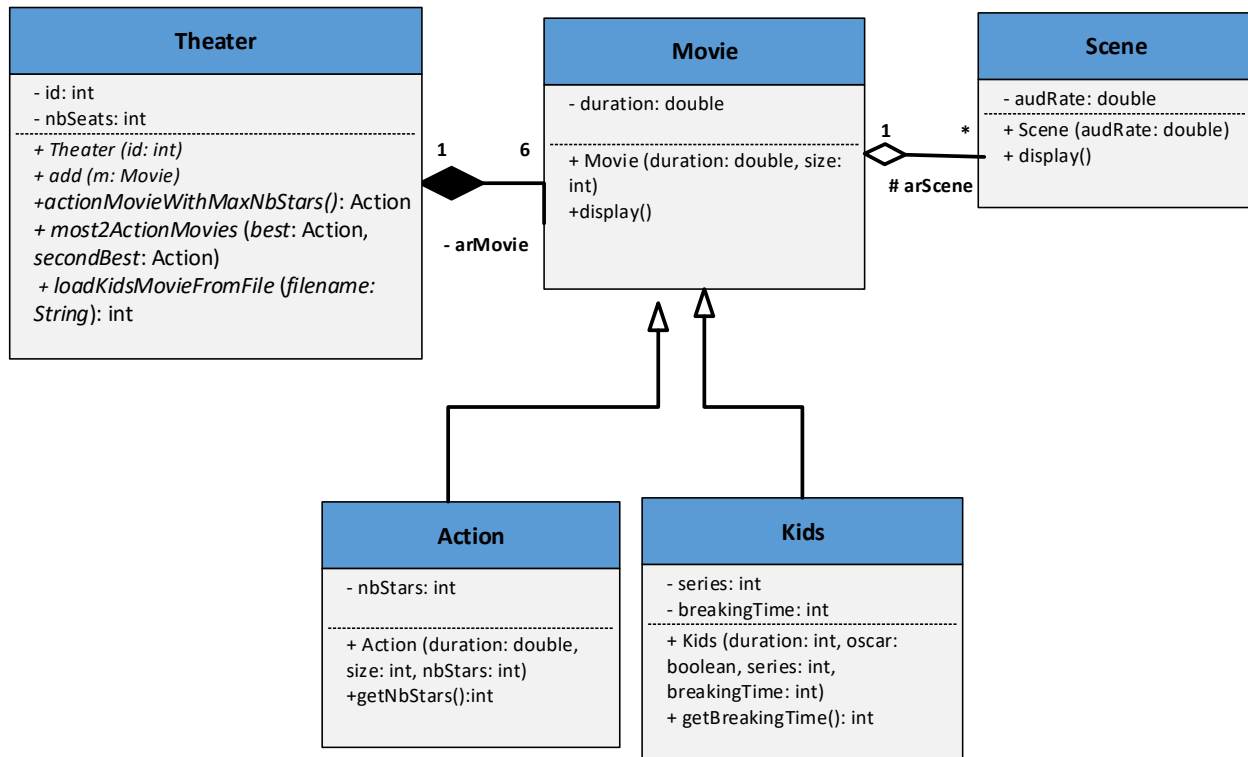 Theater
- id: int
- nbSeats: int
+ Theater (id: int)
+ add (m: Movie)
+actionMovieWithMaxNbStars(): Action
+ most2ActionMovies (best: Action,
secondBest: Action)
+ loadKidsMovieFromFile (filename:
String): int
1
6
- arMovie
Movie
- duration: double
+ Movie (duration: double, size:
int)
+display()
1
*
# arScene
Scene
- audRate: double
+ Scene (audRate: double)
+ display()
Action
- nbStars: int
+ Action (duration: double,
size: int, nbStars: int)
+getNbStars():int
Kids
- series: int
- breakingTime: int
+ Kids (duration: int, oscar:
boolean, series: int,
breakingTime: int)
+ getBreakingTime(): int